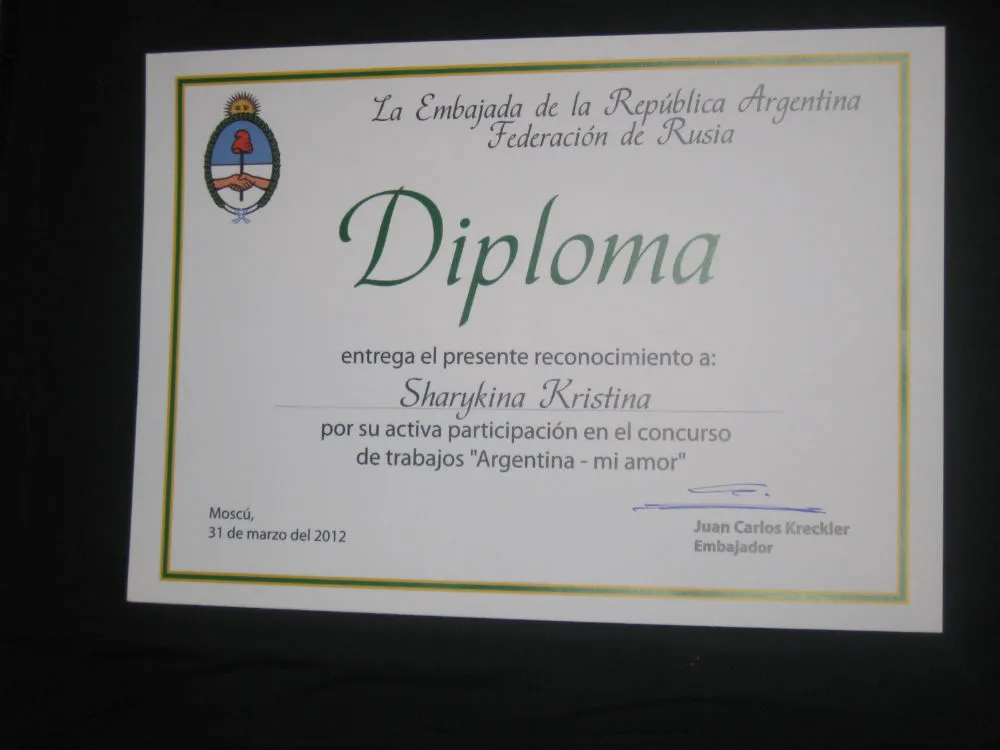 La Embajada de la República Argentina
Federación de Rusia
Diploma
entrega el presente reconocimiento a:
Sharykina Kristina
por su activa participación en el concurso
de trabajos "Argentina - mi amor"
Moscú,
31 de marzo del 2012
Juan Carlos Kreckler
Embajador